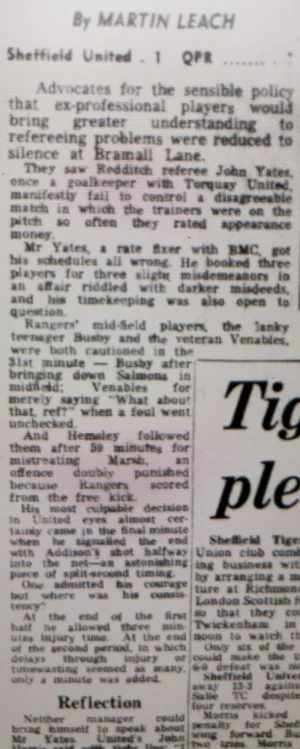 By MARTIN LEACH
Sheffield United . 1 QPR .......
Advocates for the sensible policy
that ex-professional players would
bring greater understanding to
refereeing problems were reduced to
silence at Bramall Lane.
They saw Redditch referee John Yates,
once a goalkeeper with Torquay United,
manifestly fail to control a disagreeable
match in which the trainers were on the
pitch so often they rated appearance
money.
Mr Yates, a rate fixer with BMC, got
his schedules all wrong. He booked three
players for three slight misdemeanors in
an affair riddled with darker misdeeds,
and his timekeeping was also open to
question.
Rangers' mid-field players, the lanky
teenager Busby and the veteran Venables,
were both cautioned in the
31st minute — Busby after
bringing down Salmons in
midfield; Venables for
merely saying "What about
that, ref?" when a foul went
unchecked.
And Hemsley followed
them after 59 minutes for
mistreating Marsh, an
offence doubly punished
because Rangers scored
from the free kick.
His most culpable decision
in United eyes almost cer-
tainly came in the final minute
when he signalled the end
with Addison's shot halfway
into the net—an astonishing
piece of split-second timing.
One admitted his courage
but where was his consis-
tency?
At the end of the first
half he allowed three min-
utes injury time. At the end
of the second period, in which
delays through injury or
timewasting seemed as many,
only a minute was added.
Reflection
Neither manager could
bring himself to speak about
Mr Yates. United's John
Tig
ple
Sheffield Tige
Union club com
ing business wit
by arranging a m
ture at Richmon
London Scottish f
so that they co
Twickenham in
noon to watch th
Only six of the
could make the t
6-0 defeat was no
Sheffield Univer
away 13-3 agains
Sale TC despite
four reserves.
Morris kicked
penalty for Shef
wing forward Bu